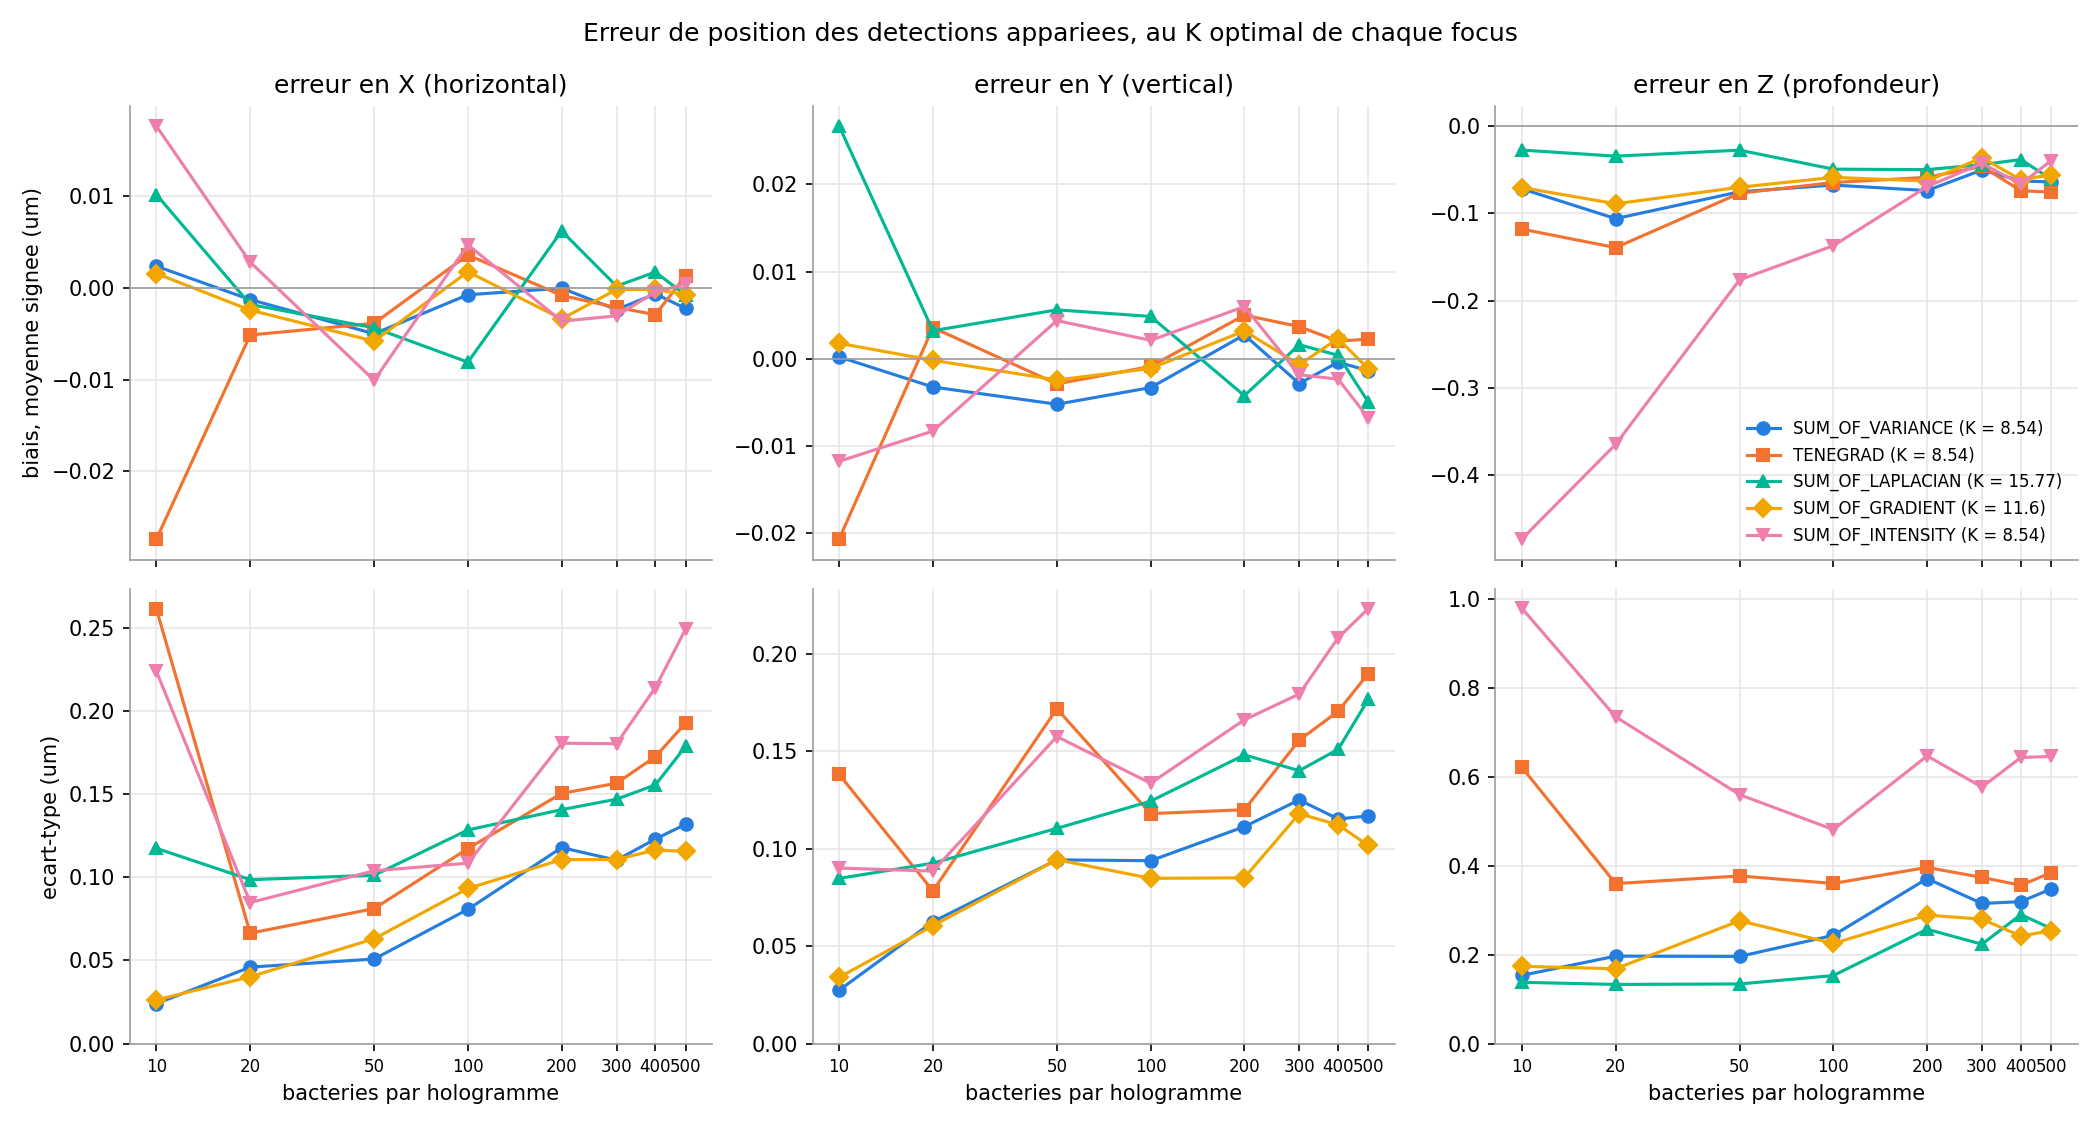 Erreur de position des detections appariees, au K optimal de chaque focus
erreur en X (horizontal)
erreur en Y (vertical)
erreur en Z (profondeur)
biais, moyenne signee (um)
0.01
0.00
−0.01
−0.02
0.02
0.01
0.00
−0.01
−0.02
0.0
−0.1
−0.2
−0.3
−0.4
SUM_OF_VARIANCE (K = 8.54)
TENEGRAD (K = 8.54)
SUM_OF_LAPLACIAN (K = 15.77)
SUM_OF_GRADIENT (K = 11.6)
SUM_OF_INTENSITY (K = 8.54)
ecart-type (um)
0.25
0.20
0.15
0.10
0.05
0.00
10 20 50 100 200 300 400 500
bacteries par hologramme
0.20
0.15
0.10
0.05
0.00
10 20 50 100 200 300 400 500
bacteries par hologramme
1.0
0.8
0.6
0.4
0.2
0.0
10 20 50 100 200 300 400 500
bacteries par hologramme